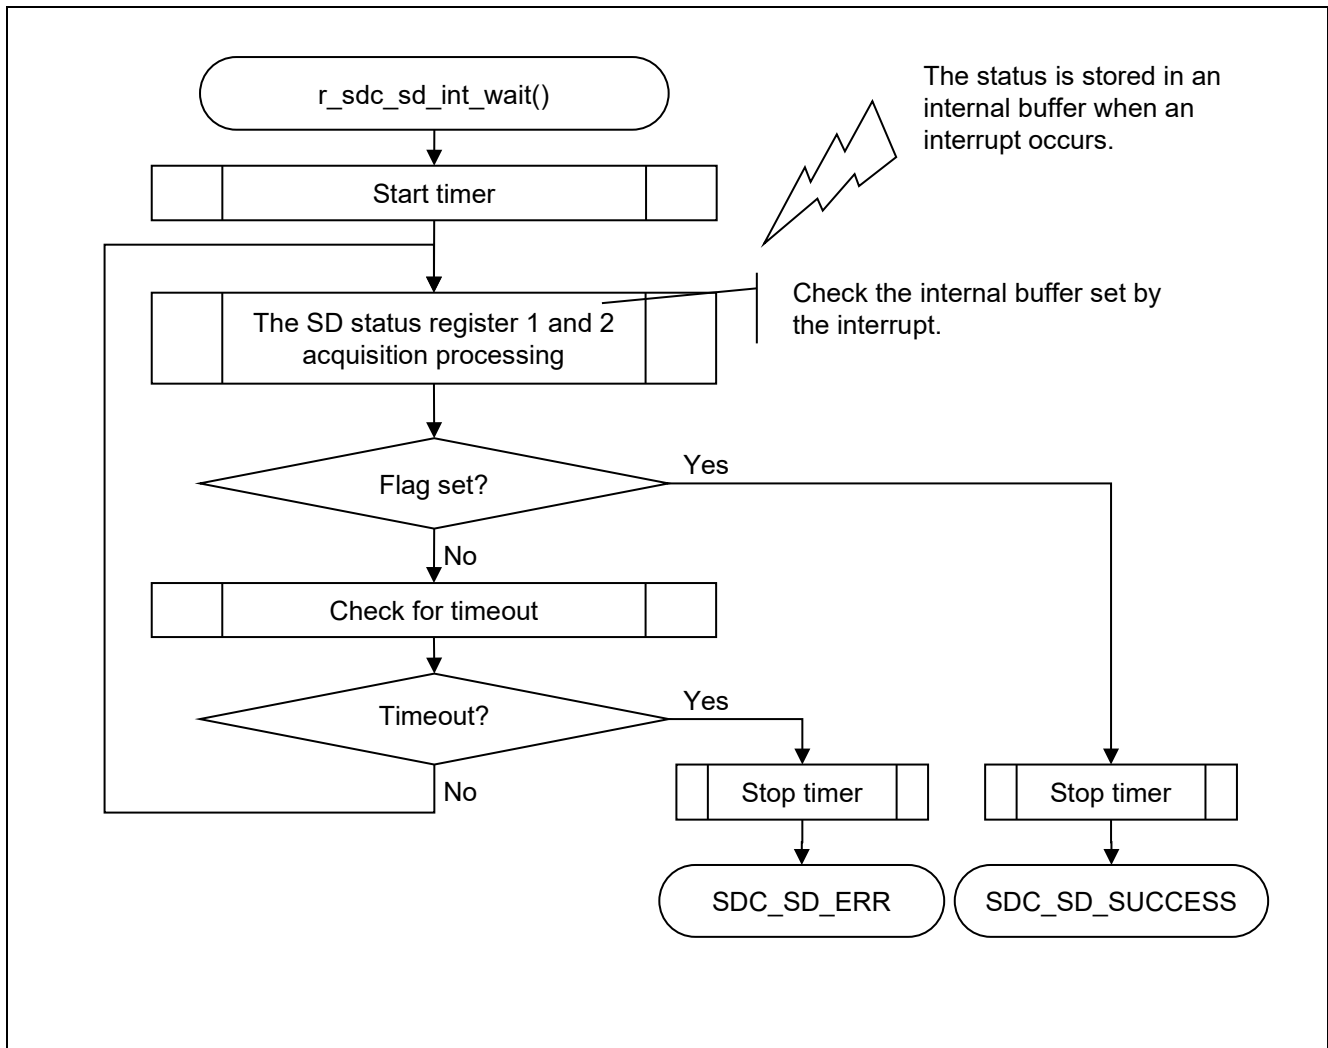 r_sdc_sd_int_wait()
The status is stored in an
internal buffer when an
interrupt occurs.
Start timer
Check the internal buffer set by
the interrupt.
The SD status register 1 and 2
acquisition processing
Flag set?
Yes
No
Check for timeout
Timeout?
Yes
No
Stop timer
Stop timer
SDC_SD_ERR
SDC_SD_SUCCESS